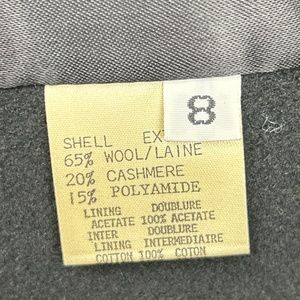 8
SHELL EXT
65% WOOL/LAINE
20% CASHMERE
15% POLYAMIDE
LINING DOUBLURE
ACETATE 100% ACETATE
INTER DOUBLURE
LINING INTERMEDIAIRE
COTTON 100% COTON